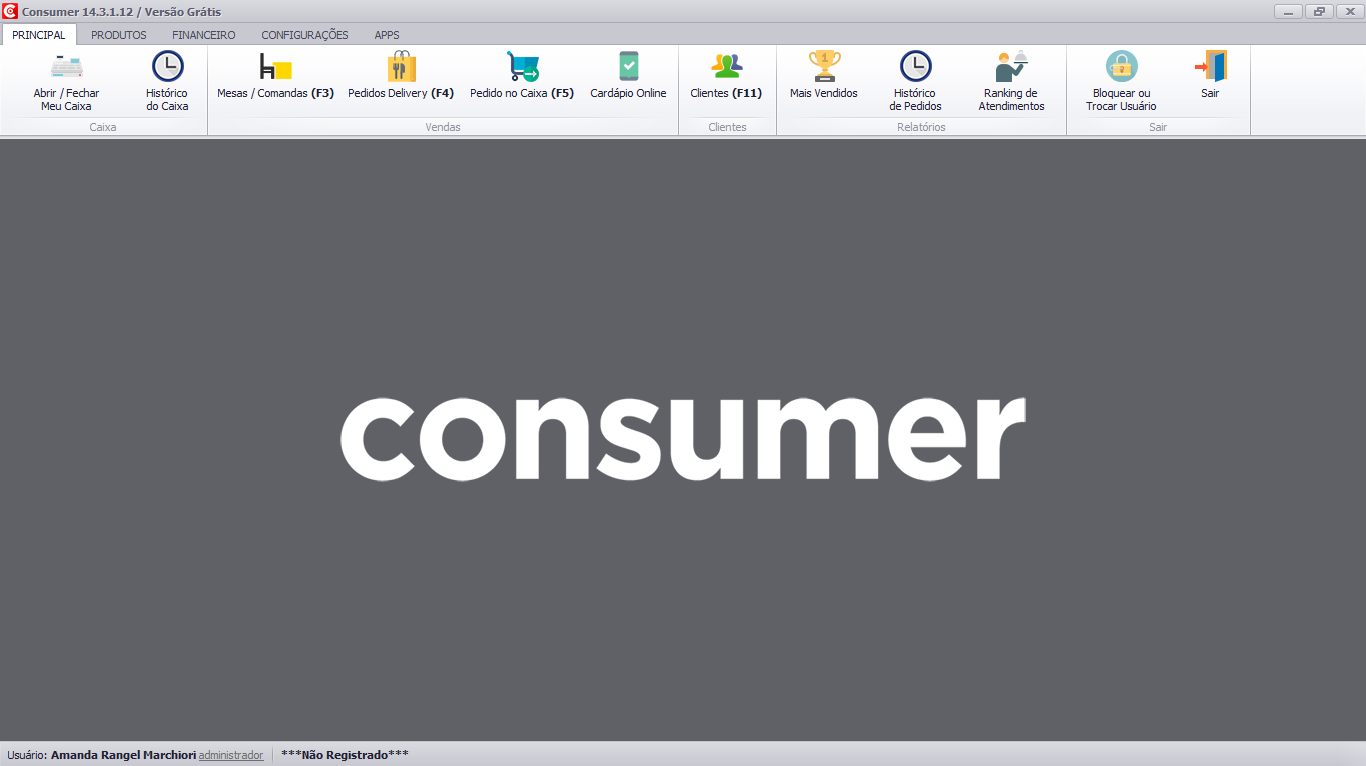 Consumer 14.3.1.12 / Versão Grátis
PRINCIPAL PRODUTOS FINANCEIRO CONFIGURAÇÕES APPS
Abrir / Fechar
Meu Caixa
Histórico
do Caixa
Caixa
Mesas / Comandas (F3)
Pedidos Delivery (F4)
Pedido no Caixa (F5)
Cardápio Online
Vendas
Clientes (F11)
Clientes
Mais Vendidos
Histórico
de Pedidos
Ranking de
Atendimentos
Relatórios
Bloquear ou
Trocar Usuário
Sair
Sair
consumer
Usuário: Amanda Rangel Marchiori administrador ***Não Registrado***